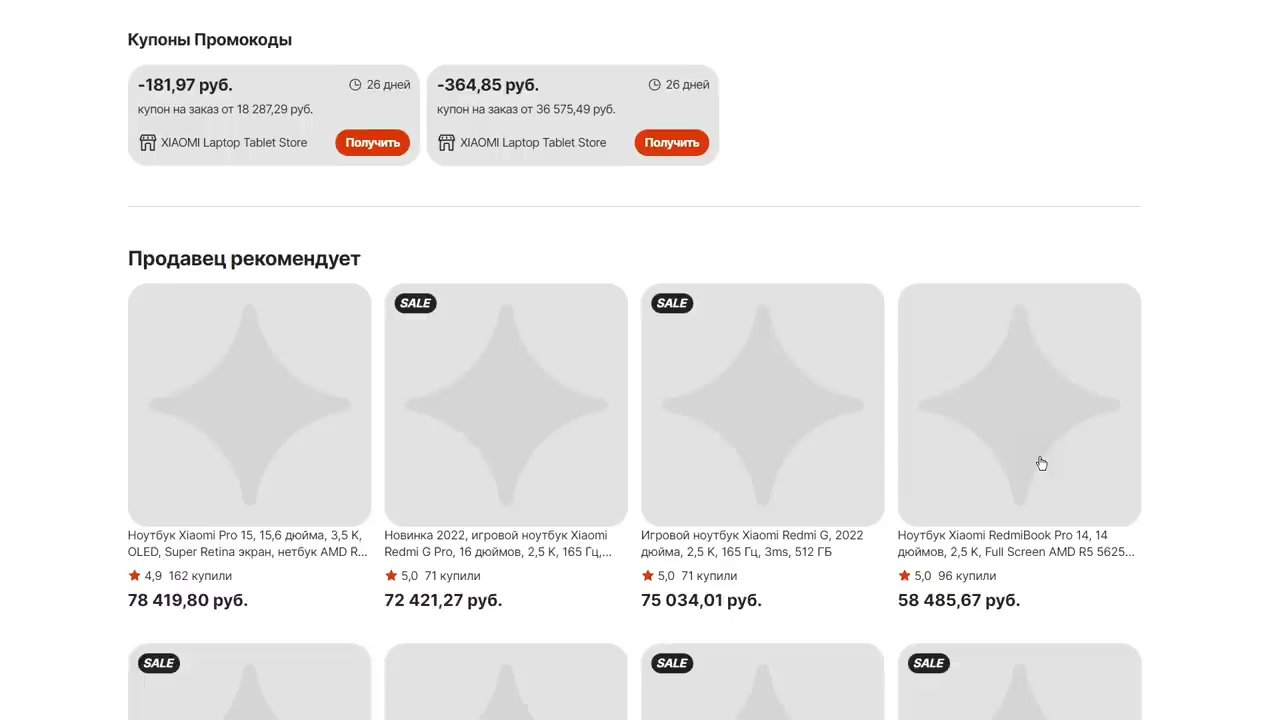 Купоны Промокоды
-181,97 руб. 26 дней
купон на заказ от 18 287,29 руб.
XIAOMI Laptop Tablet Store Получить
-364,85 руб. 26 дней
купон на заказ от 36 575,49 руб.
XIAOMI Laptop Tablet Store Получить
Продавец рекомендует
Ноутбук Xiaomi Pro 15, 15,6 дюйма, 3,5 K,
OLED, Super Retina экран, нетбук AMD R...
4,9 162 купили
78 419,80 руб.
SALE
Новинка 2022, игровой ноутбук Xiaomi
Redmi G Pro, 16 дюймов, 2,5 K, 165 Гц,...
5,0 71 купили
72 421,27 руб.
SALE
Игровой ноутбук Xiaomi Redmi G, 2022
дюйма, 2,5 K, 165 Гц, 3ms, 512 ГБ
5,0 71 купили
75 034,01 руб.
Ноутбук Xiaomi RedmiBook Pro 14, 14
дюймов, 2,5 K, Full Screen AMD R5 5625...
5,0 96 купили
58 485,67 руб.
SALE
SALE
SALE